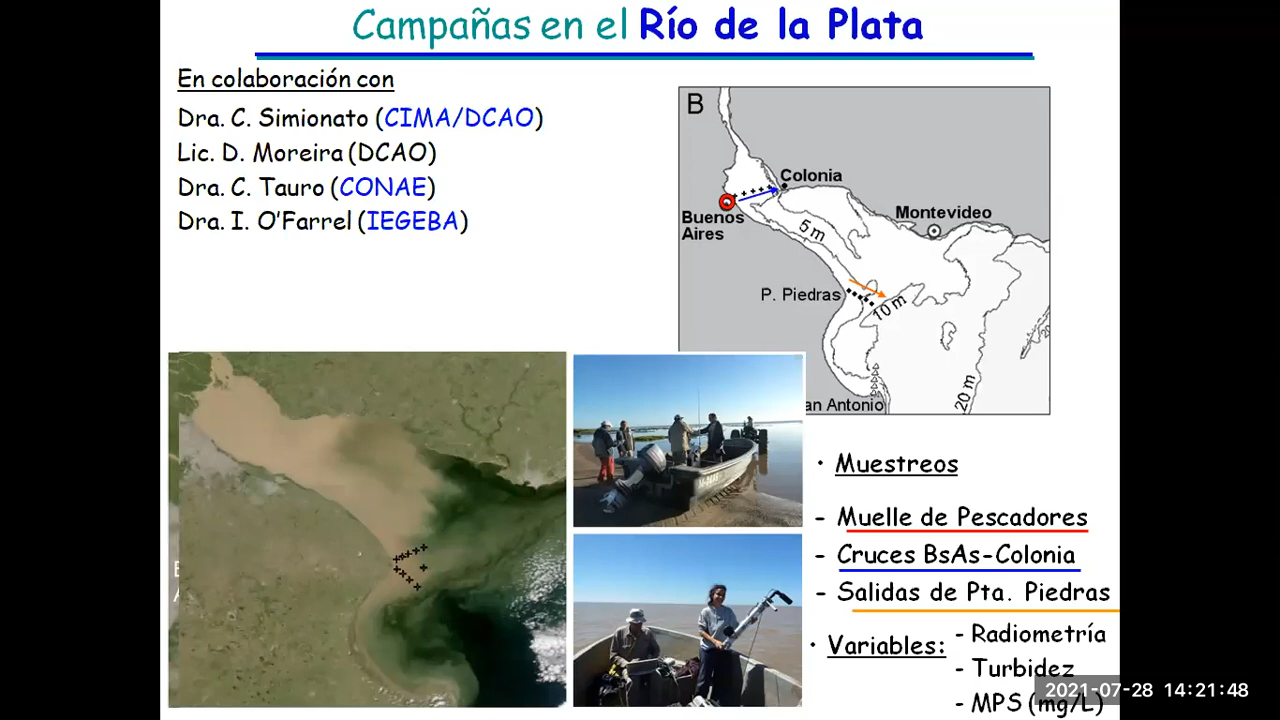 Campañas en el Río de la Plata
En colaboración con
Dra. C. Simionato (CIMA/DCAO)
Lic. D. Moreira (DCAO)
Dra. C. Tauro (CONAE)
Dra. I. O'Farrel (IEGEBA)
B
Colonia
Buenos
Aires
Montevideo
5 m
P. Piedras
10 m
20 m
an Antonio
• Muestreos
- Muelle de Pescadores
- Cruces BsAs-Colonia
- Salidas de Pta. Piedras
• Variables:
- Radiometría
- Turbidez
- MPS (mg/L)
2021-07-28 14:21:48